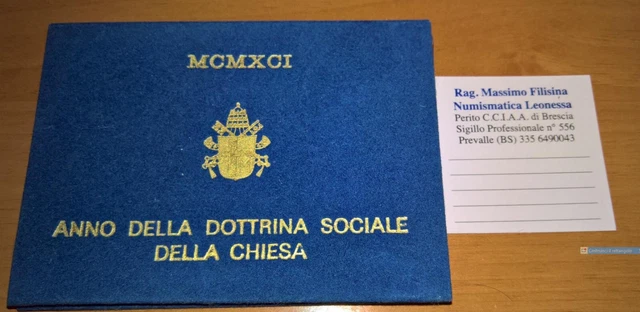 MCMXCI
ANNO DELLA DOTTRINA SOCIALE
DELLA CHIESA
Rag. Massimo Filisina
Numismatica Leonessa
Perito C.C.I.A.A. di Brescia
Sigillo Professionale n° 556
Prevalle (BS) 335 6490043